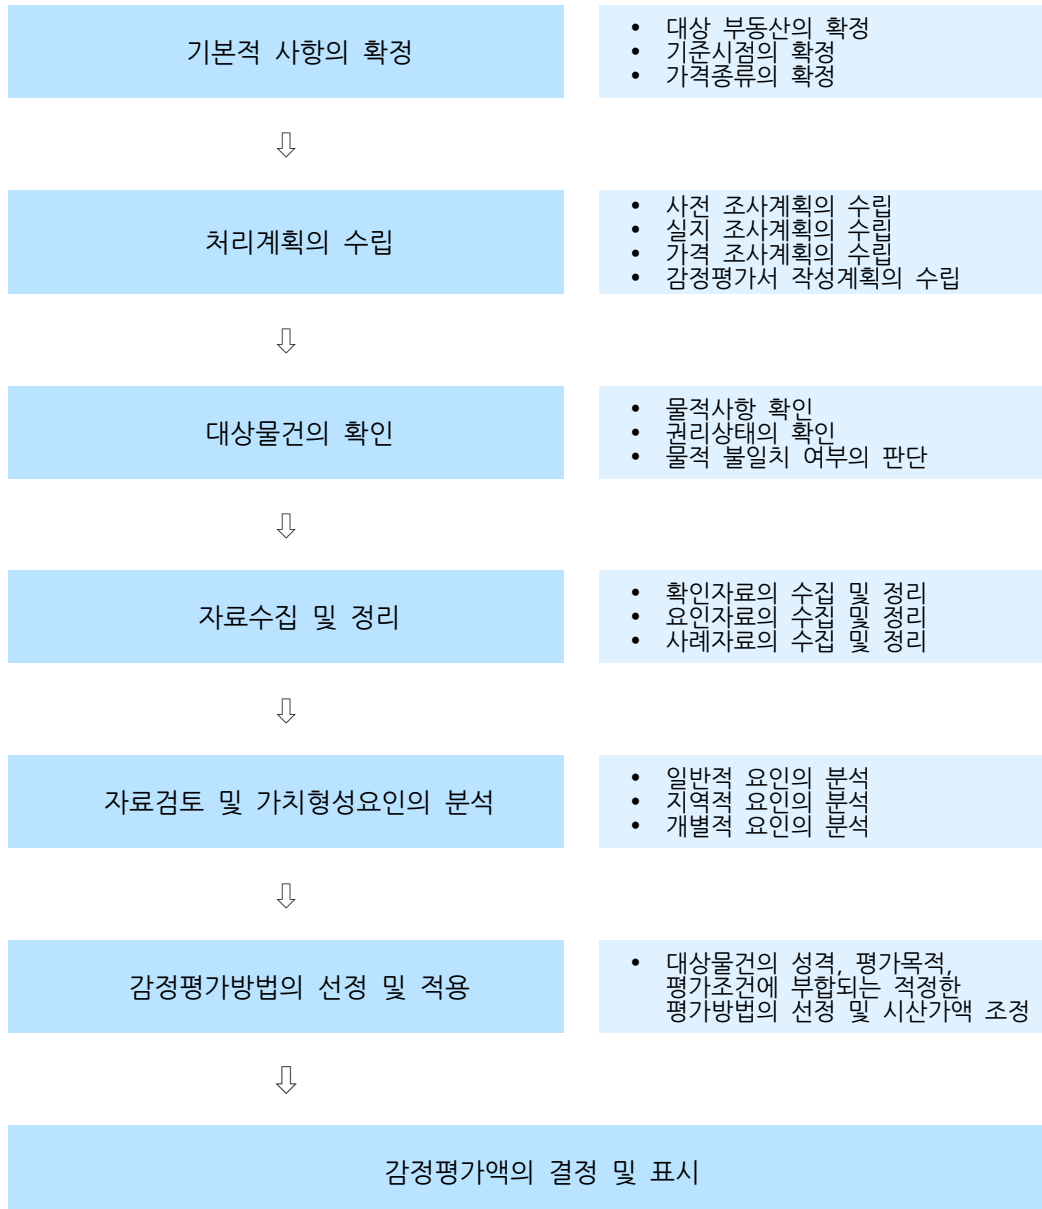 기본적 사항의 확정
• 대상 부동산의 확정
• 기준시점의 확정
• 가격종류의 확정
⇩
처리계획의 수립
• 사전 조사계획의 수립
• 실지 조사계획의 수립
• 가격 조사계획의 수립
• 감정평가서 작성계획의 수립
⇩
대상물건의 확인
• 물적사항 확인
• 권리상태의 확인
• 물적 불일치 여부의 판단
⇩
자료수집 및 정리
• 확인자료의 수집 및 정리
• 요인자료의 수집 및 정리
• 사례자료의 수집 및 정리
⇩
자료검토 및 가치형성요인의 분석
• 일반적 요인의 분석
• 지역적 요인의 분석
• 개별적 요인의 분석
⇩
감정평가방법의 선정 및 적용
• 대상물건의 성격, 평가목적,
평가조건에 부합되는 적정한
평가방법의 선정 및 시산가액 조정
⇩
감정평가액의 결정 및 표시